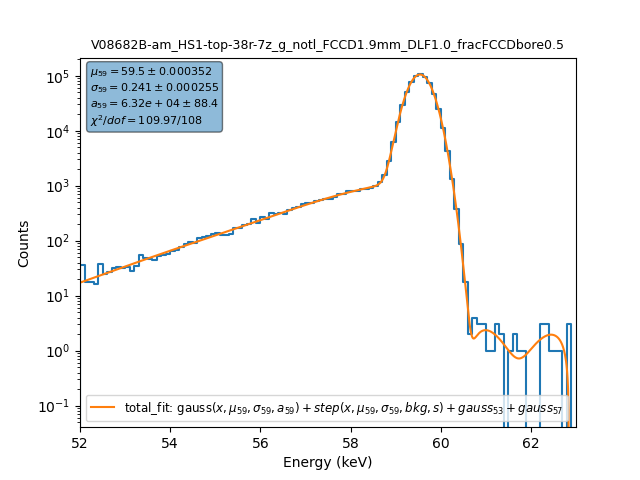 V08682B-am_HS1-top-38r-7z_g_notl_FCCD1.9mm_DLF1.0_fracFCCDbore0.5
μ₅₉ = 59.5 ± 0.000352
σ₅₉ = 0.241 ± 0.000255
a₅₉ = 6.32e + 04 ± 88.4
χ²/dof = 109.97/108
10⁵
10⁴
10³
10²
10¹
10⁰
10⁻¹
Counts
total_fit: gauss(x, μ₅₉, σ₅₉, a₅₉) + step(x, μ₅₉, σ₅₉, bkg, s) + gauss₅₃ + gauss₅₇
52 54 56 58 60 62
Energy (keV)